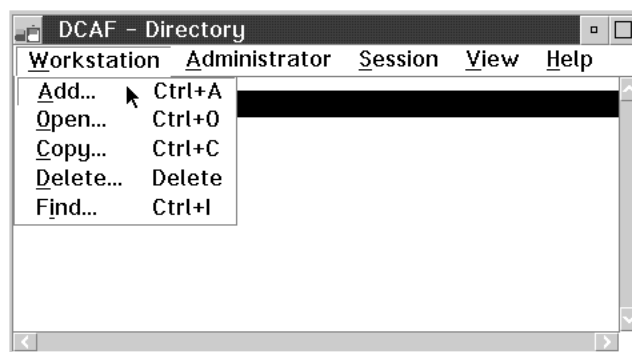 DCAF - Directory
Workstation Administrator Session View Help
Add... Ctrl+A
Open... Ctrl+O
Copy... Ctrl+C
Delete... Delete
Find... Ctrl+I